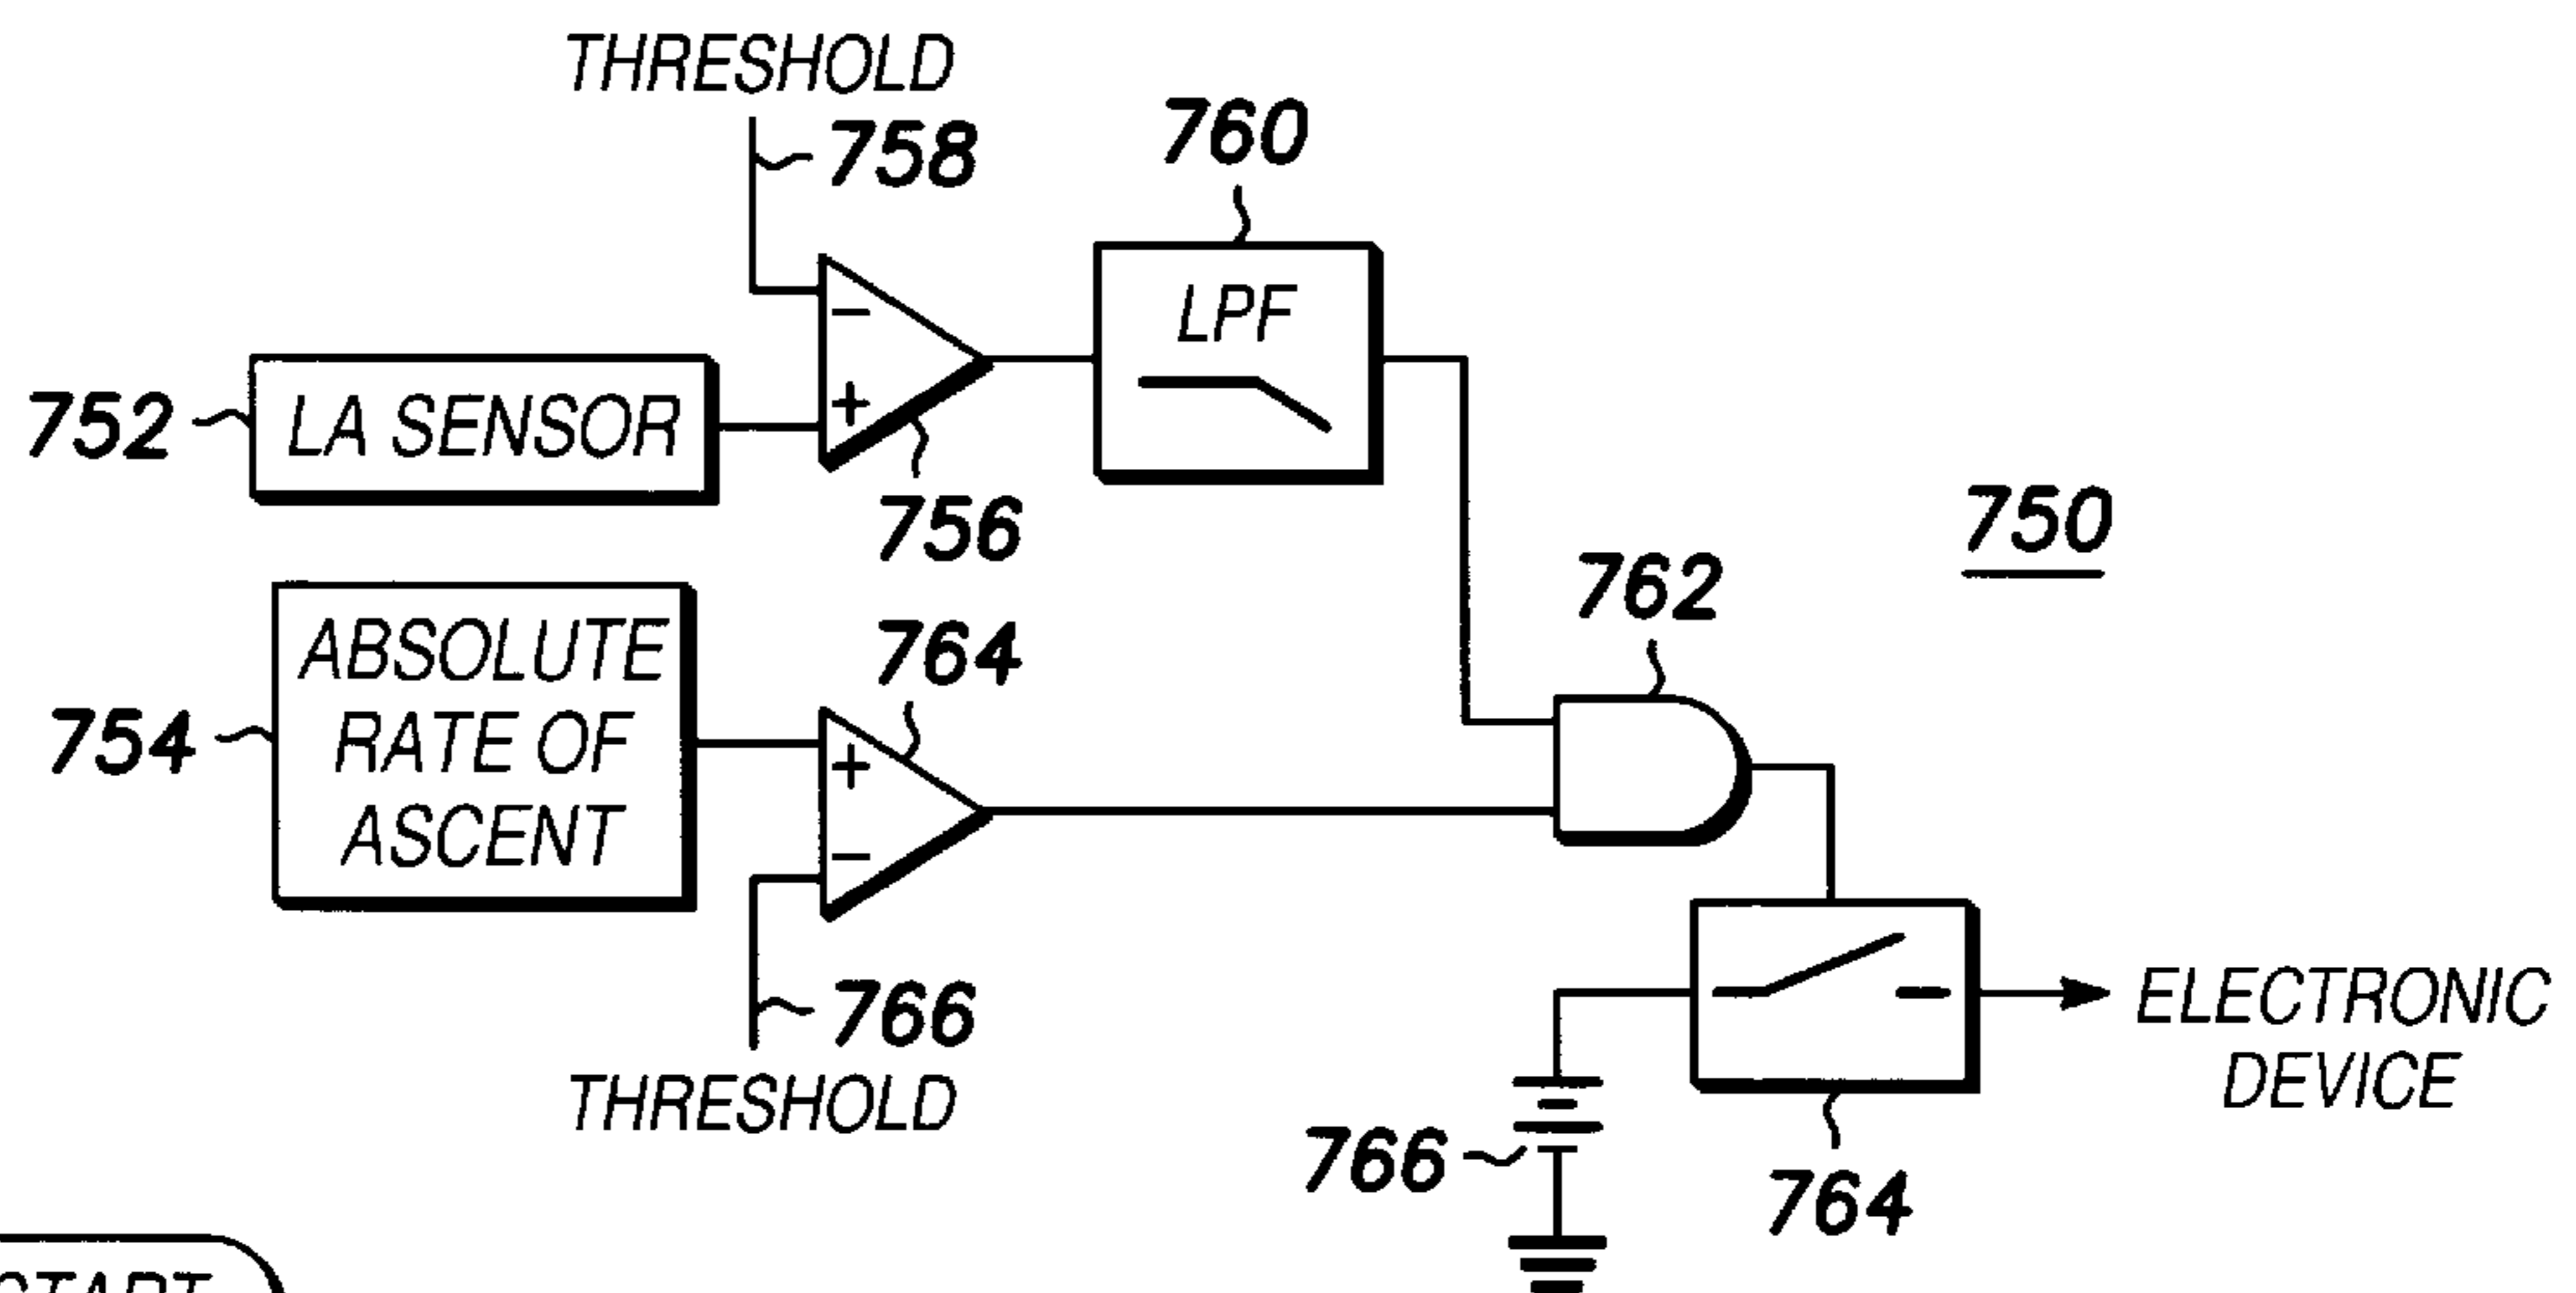 THRESHOLD
758
760
LPF
752
LA SENSOR
756
750
762
754
ABSOLUTE
RATE OF
ASCENT
764
766
THRESHOLD
ELECTRONIC
DEVICE
766
764
START